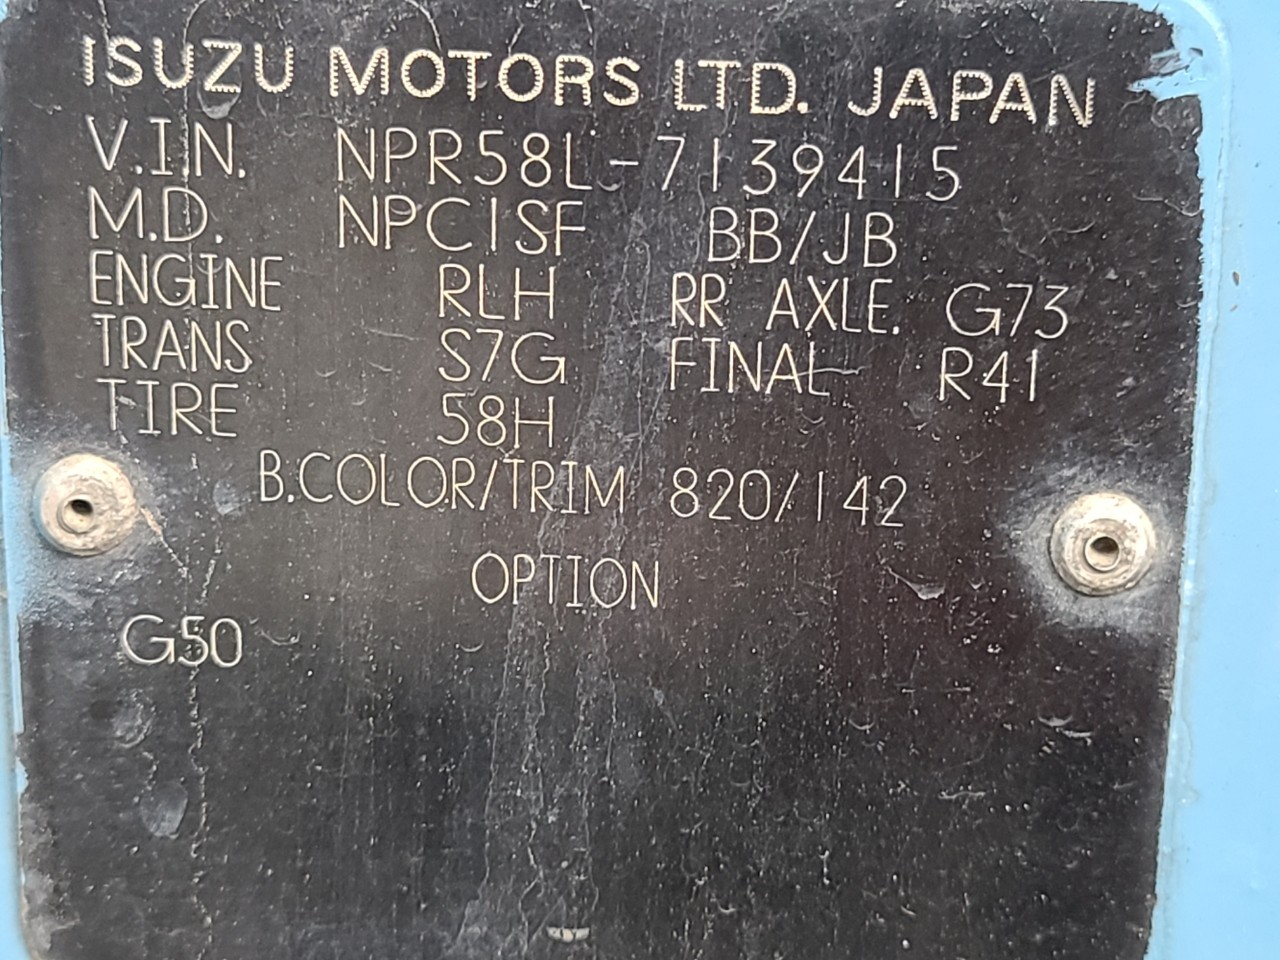 ISUZU MOTORS LTD. JAPAN
V.I.N. NPR58L-7139415
M.D. NPC1SF BB/JB
ENGINE RLH RR AXLE. G73
TRANS S7G FINAL R41
TIRE 58H
B.COLOR/TRIM 820/142
OPTION
G50